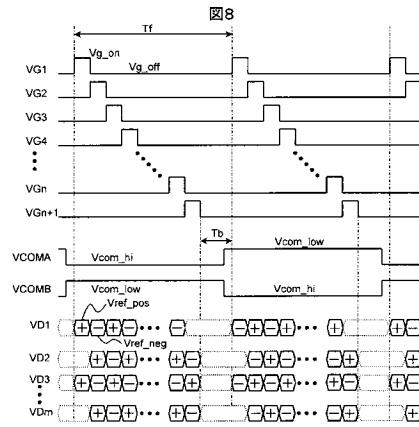 図8
Tf
Vg_on
VG1
Vg_off
VG2
VG3
VG4
VGn
VGn+1
Tb
Vcom_low
VCOMA
Vcom_hi
VCOMB
Vcom_low
Vcom_hi
Vref_pos
VD1
+ - + - - - + - + + + -
Vref_neg
VD2
+ - + + - - + - - +
VD3
+ - + - + - - + - + - + + -
VDm
+ - + + - - + - - +